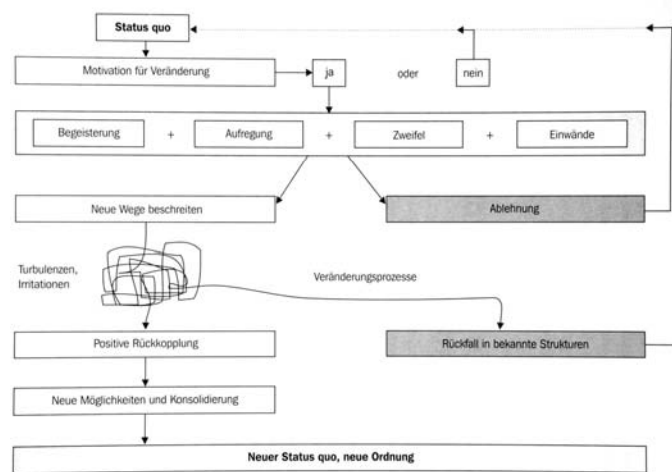 Status quo
Motivation für Veränderung
ja
oder
nein
Begeisterung + Aufregung + Zweifel + Einwände
Neue Wege beschreiten
Ablehnung
Turbulenzen,
Irritationen
Veränderungsprozesse
Positive Rückkopplung
Rückfall in bekannte Strukturen
Neue Möglichkeiten und Konsolidierung
Neuer Status quo, neue Ordnung